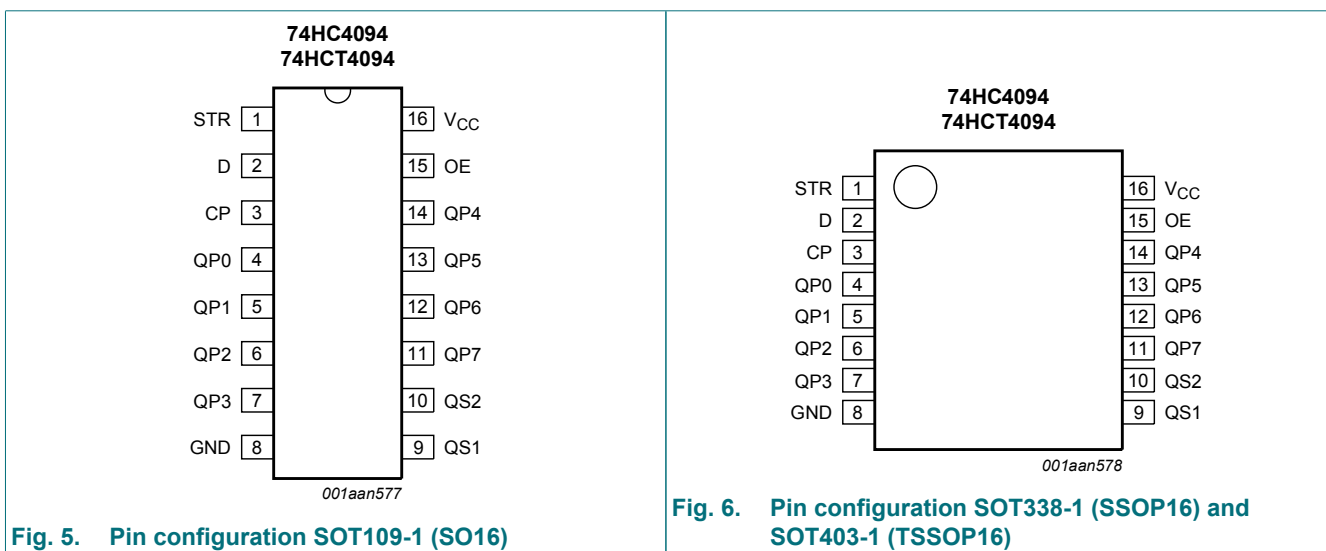 74HC4094
74HCT4094
STR 1 16 VCC
D 2 15 OE
CP 3 14 QP4
QP0 4 13 QP5
QP1 5 12 QP6
QP2 6 11 QP7
QP3 7 10 QS2
GND 8 9 QS1
001aan577
Fig. 5. Pin configuration SOT109-1 (SO16)
74HC4094
74HCT4094
STR 1 16 VCC
D 2 15 OE
CP 3 14 QP4
QP0 4 13 QP5
QP1 5 12 QP6
QP2 6 11 QP7
QP3 7 10 QS2
GND 8 9 QS1
001aan578
Fig. 6. Pin configuration SOT338-1 (SSOP16) and
SOT403-1 (TSSOP16)